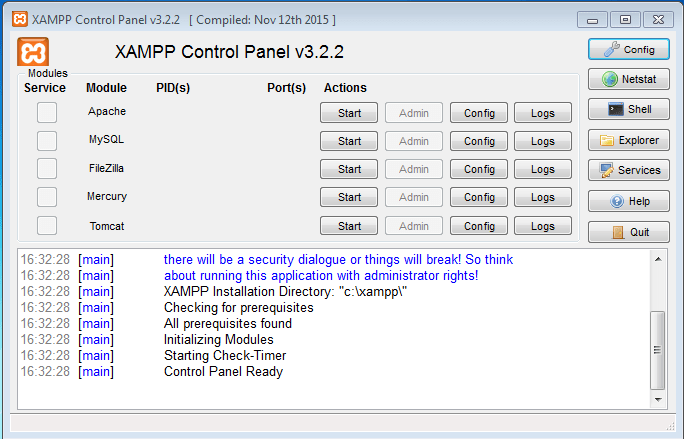 XAMPP Control Panel v3.2.2 [ Compiled: Nov 12th 2015 ]
XAMPP Control Panel v3.2.2
Config
Modules
Service Module PID(s) Port(s) Actions
Netstat
Apache Start Admin Config Logs
Shell
MySQL Start Admin Config Logs
Explorer
FileZilla Start Admin Config Logs
Services
Mercury Start Admin Config Logs
Help
Tomcat Start Admin Config Logs
Quit
16:32:28 [main] there will be a security dialogue or things will break! So think
16:32:28 [main] about running this application with administrator rights!
16:32:28 [main] XAMPP Installation Directory: "c:\xampp\"
16:32:28 [main] Checking for prerequisites
16:32:28 [main] All prerequisites found
16:32:28 [main] Initializing Modules
16:32:28 [main] Starting Check-Timer
16:32:28 [main] Control Panel Ready